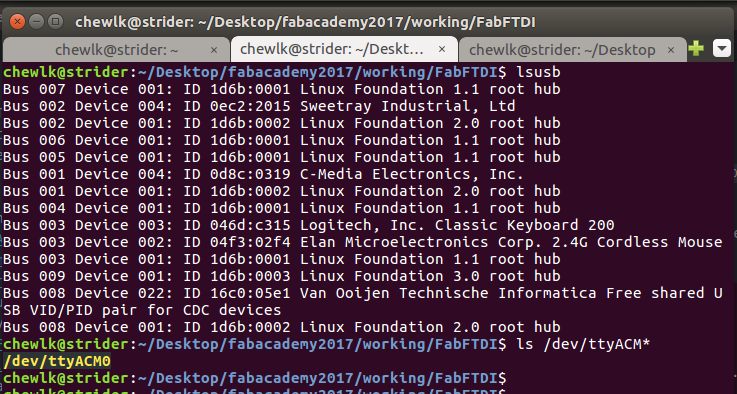 chewlk@strider: ~/Desktop/fabacademy2017/working/FabFTDI
chewlk@strider: ~ × chewlk@strider: ~/Deskt... × chewlk@strider: ~/Desktop ×
chewlk@strider:~/Desktop/fabacademy2017/working/FabFTDI$ lsusb
Bus 007 Device 001: ID 1d6b:0001 Linux Foundation 1.1 root hub
Bus 002 Device 004: ID 0ec2:2015 Sweetray Industrial, Ltd
Bus 002 Device 001: ID 1d6b:0002 Linux Foundation 2.0 root hub
Bus 006 Device 001: ID 1d6b:0001 Linux Foundation 1.1 root hub
Bus 005 Device 001: ID 1d6b:0001 Linux Foundation 1.1 root hub
Bus 001 Device 004: ID 0d8c:0319 C-Media Electronics, Inc.
Bus 001 Device 001: ID 1d6b:0002 Linux Foundation 2.0 root hub
Bus 004 Device 001: ID 1d6b:0001 Linux Foundation 1.1 root hub
Bus 003 Device 003: ID 046d:c315 Logitech, Inc. Classic Keyboard 200
Bus 003 Device 002: ID 04f3:02f4 Elan Microelectronics Corp. 2.4G Cordless Mouse
Bus 003 Device 001: ID 1d6b:0001 Linux Foundation 1.1 root hub
Bus 009 Device 001: ID 1d6b:0003 Linux Foundation 3.0 root hub
Bus 008 Device 022: ID 16c0:05e1 Van Ooijen Technische Informatica Free shared U
SB VID/PID pair for CDC devices
Bus 008 Device 001: ID 1d6b:0002 Linux Foundation 2.0 root hub
chewlk@strider:~/Desktop/fabacademy2017/working/FabFTDI$ ls /dev/ttyACM*
/dev/ttyACM0
chewlk@strider:~/Desktop/fabacademy2017/working/FabFTDI$
chewlk@strider:~/Desktop/fabacademy2017/working/FabFTDI$